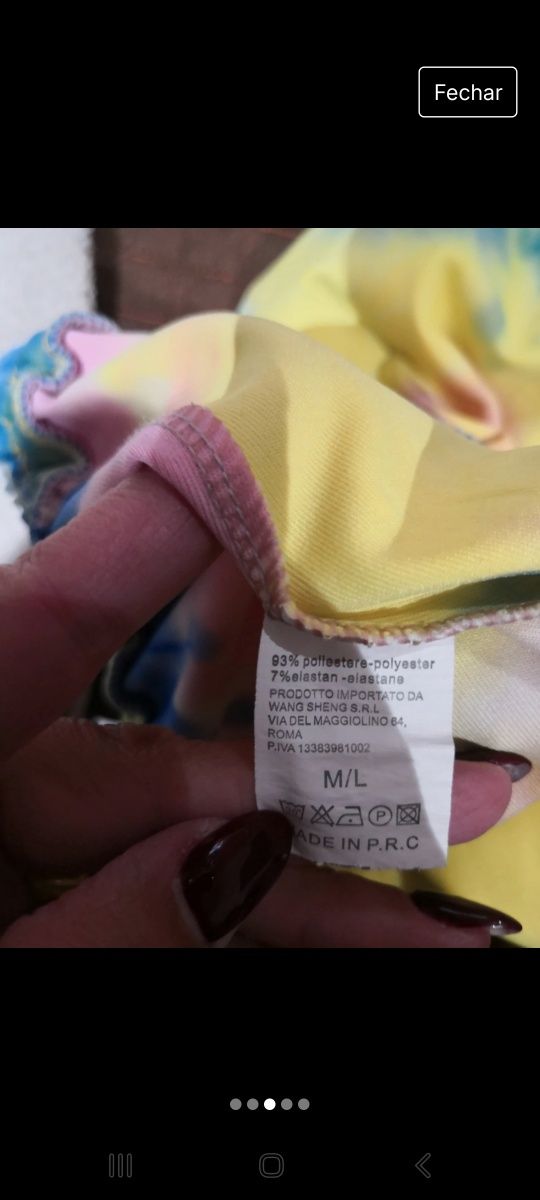 Fechar
93% poliestere-polyester
7%elastan -elastane
PRODOTTO IMPORTATO DA
WANG SHENG S.R.L
VIA DEL MAGGIOLINO 64,
ROMA
P.IVA 13383981002
M/L
P
ADE IN P.R.C